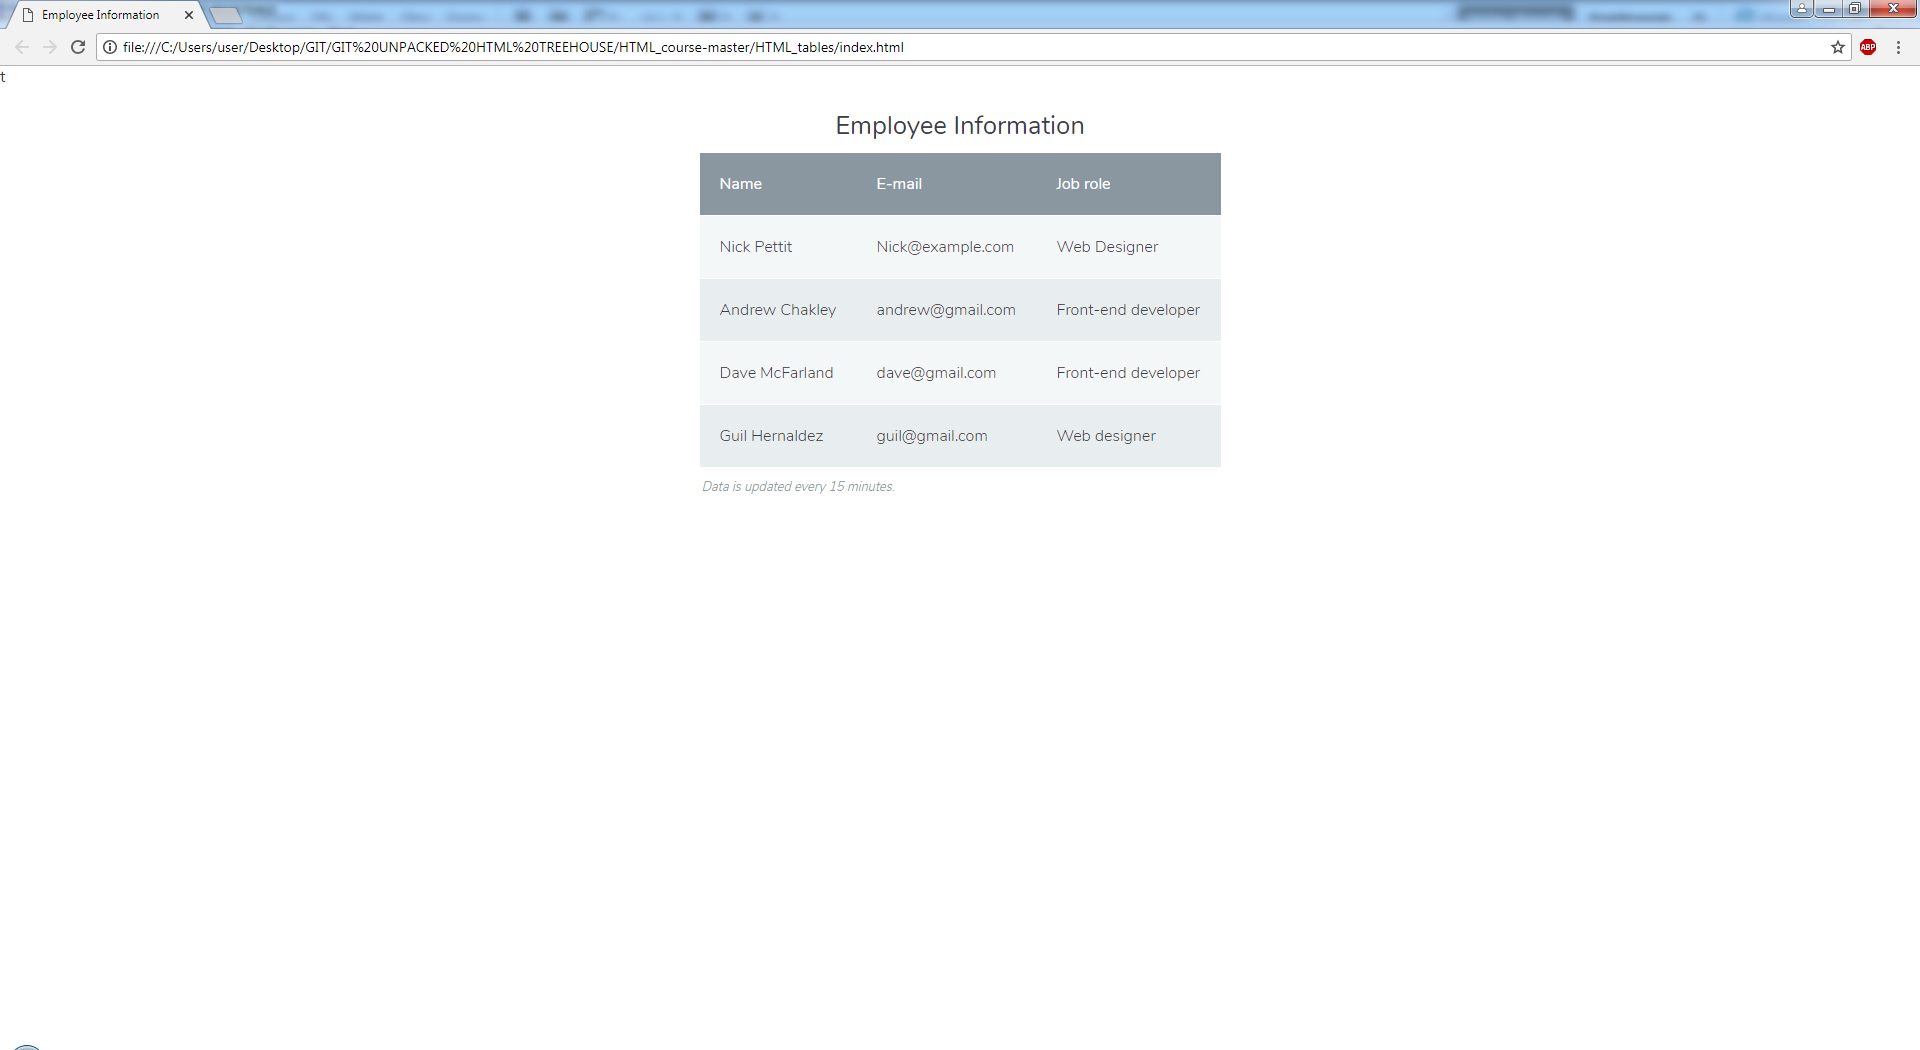 Employee Information
file:///C:/Users/user/Desktop/GIT/GIT%20UNPACKED%20HTML%20TREEHOUSE/HTML_course-master/HTML_tables/index.html
ABP
t
Employee Information
Name E-mail Job role
Nick Pettit Nick@example.com Web Designer
Andrew Chakley andrew@gmail.com Front-end developer
Dave McFarland dave@gmail.com Front-end developer
Guil Hernaldez guil@gmail.com Web designer
Data is updated every 15 minutes.